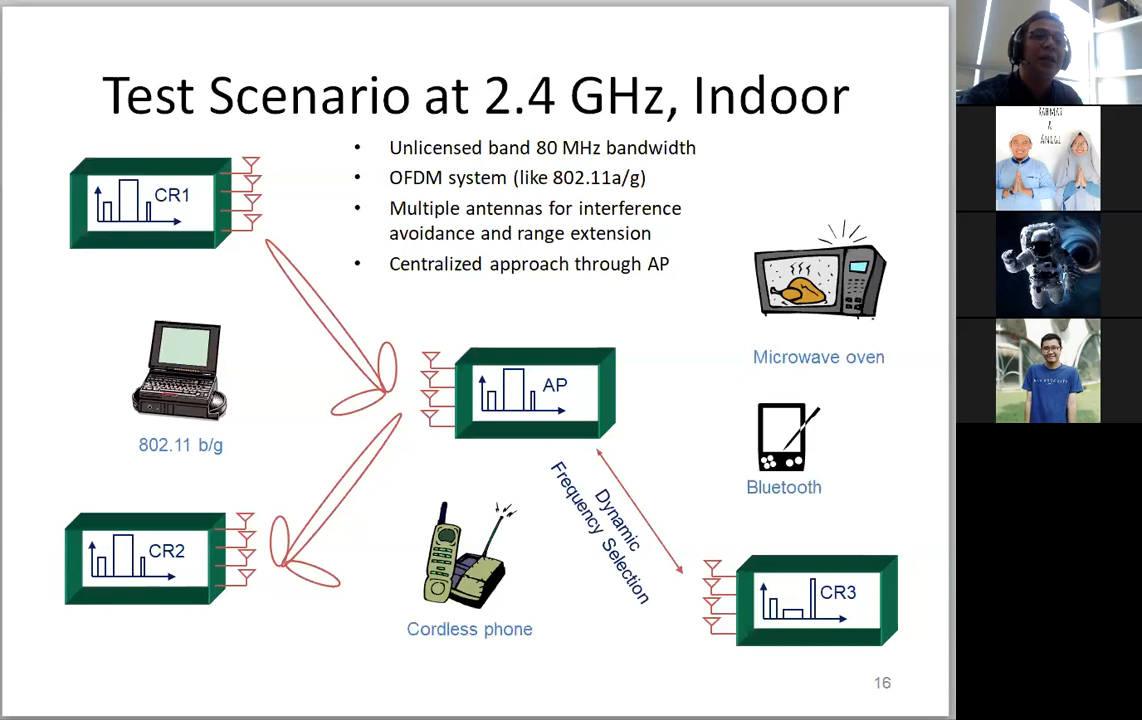 Test Scenario at 2.4 GHz, Indoor
• Unlicensed band 80 MHz bandwidth
• OFDM system (like 802.11a/g)
• Multiple antennas for interference
avoidance and range extension
• Centralized approach through AP
CR1
Microwave oven
802.11 b/g
AP
Bluetooth
Dynamic
Frequency Selection
CR2
Cordless phone
CR3
16
RAHMAT
&
ANGGI